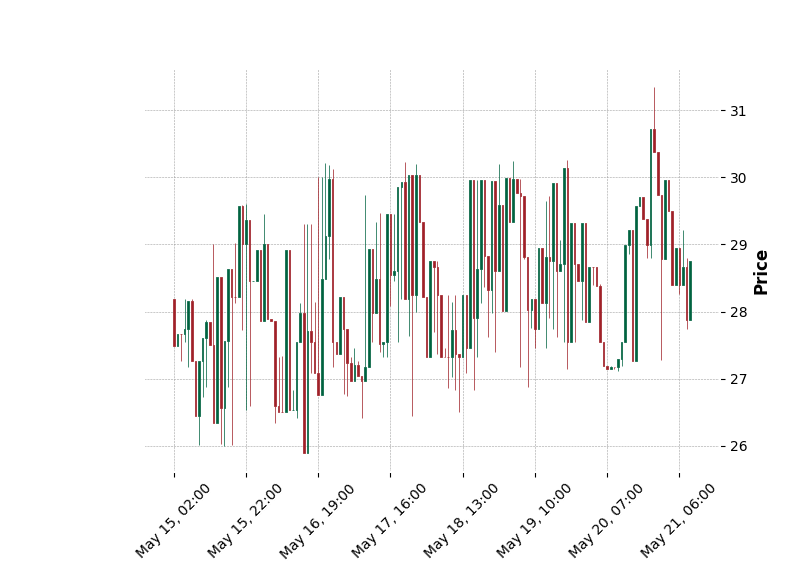 31
30
29
28
27
26
Price
May 15, 02:00
May 15, 22:00
May 16, 19:00
May 17, 16:00
May 18, 13:00
May 19, 10:00
May 20, 07:00
May 21, 06:00